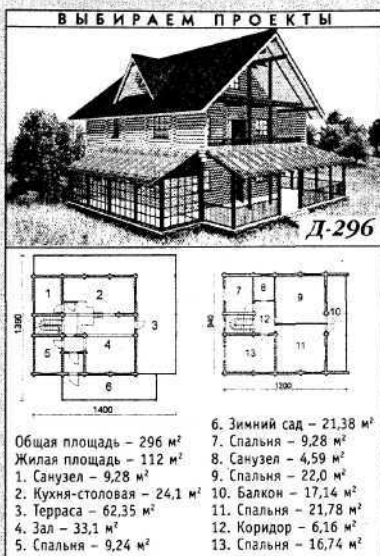 ВЫБИРАЕМ ПРОЕКТЫ
Д-296
1
2
3
4
5
6
1300
1400
7
8
9
10
11
12
13
940
1200
Общая площадь – 296 м²
Жилая площадь – 112 м²
1. Санузел – 9,28 м²
2. Кухня-столовая – 24,1 м²
3. Терраса – 62,35 м²
4. Зал – 33,1 м²
5. Спальня – 9,24 м²
6. Зимний сад – 21,38 м²
7. Спальня – 9,28 м²
8. Санузел – 4,59 м²
9. Спальня – 22,0 м²
10. Балкон – 17,14 м²
11. Спальня – 21,78 м²
12. Коридор – 6,16 м²
13. Спальня – 16,74 м²